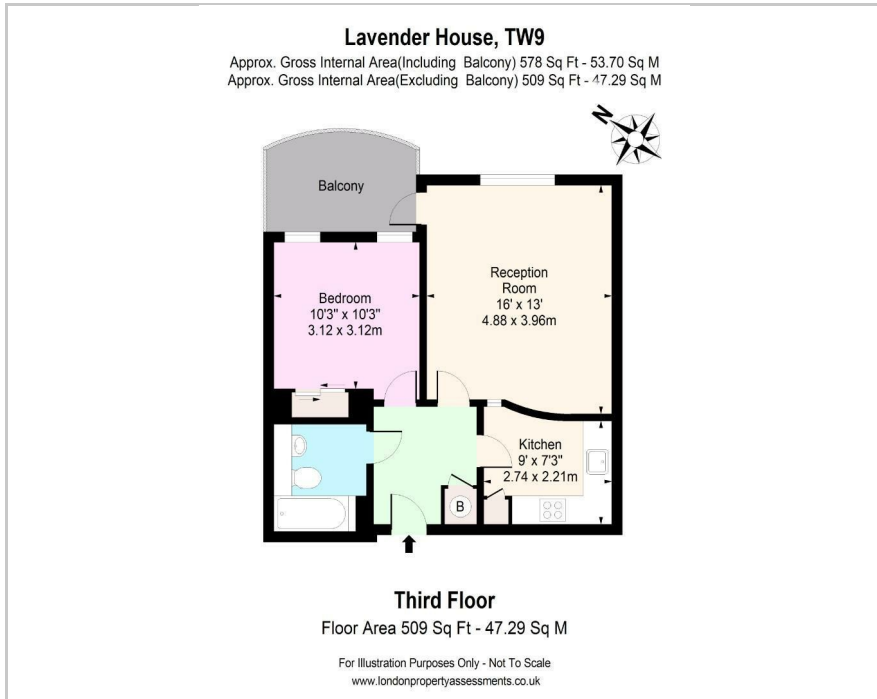 Lavender House, TW9
Approx. Gross Internal Area(Including Balcony) 578 Sq Ft - 53.70 Sq M
Approx. Gross Internal Area(Excluding Balcony) 509 Sq Ft - 47.29 Sq M
N
Balcony
Reception
Room
16' x 13'
4.88 x 3.96m
Bedroom
10'3" x 10'3"
3.12 x 3.12m
Kitchen
9' x 7'3"
2.74 x 2.21m
B
Third Floor
Floor Area 509 Sq Ft - 47.29 Sq M
For Illustration Purposes Only - Not To Scale
www.londonpropertyassessments.co.uk